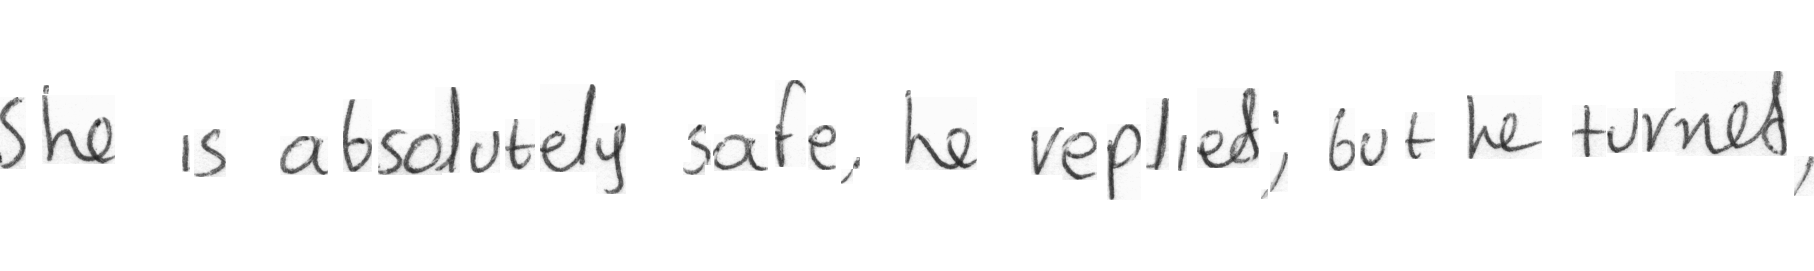 She is absolutely safe, he replied; but he turned,